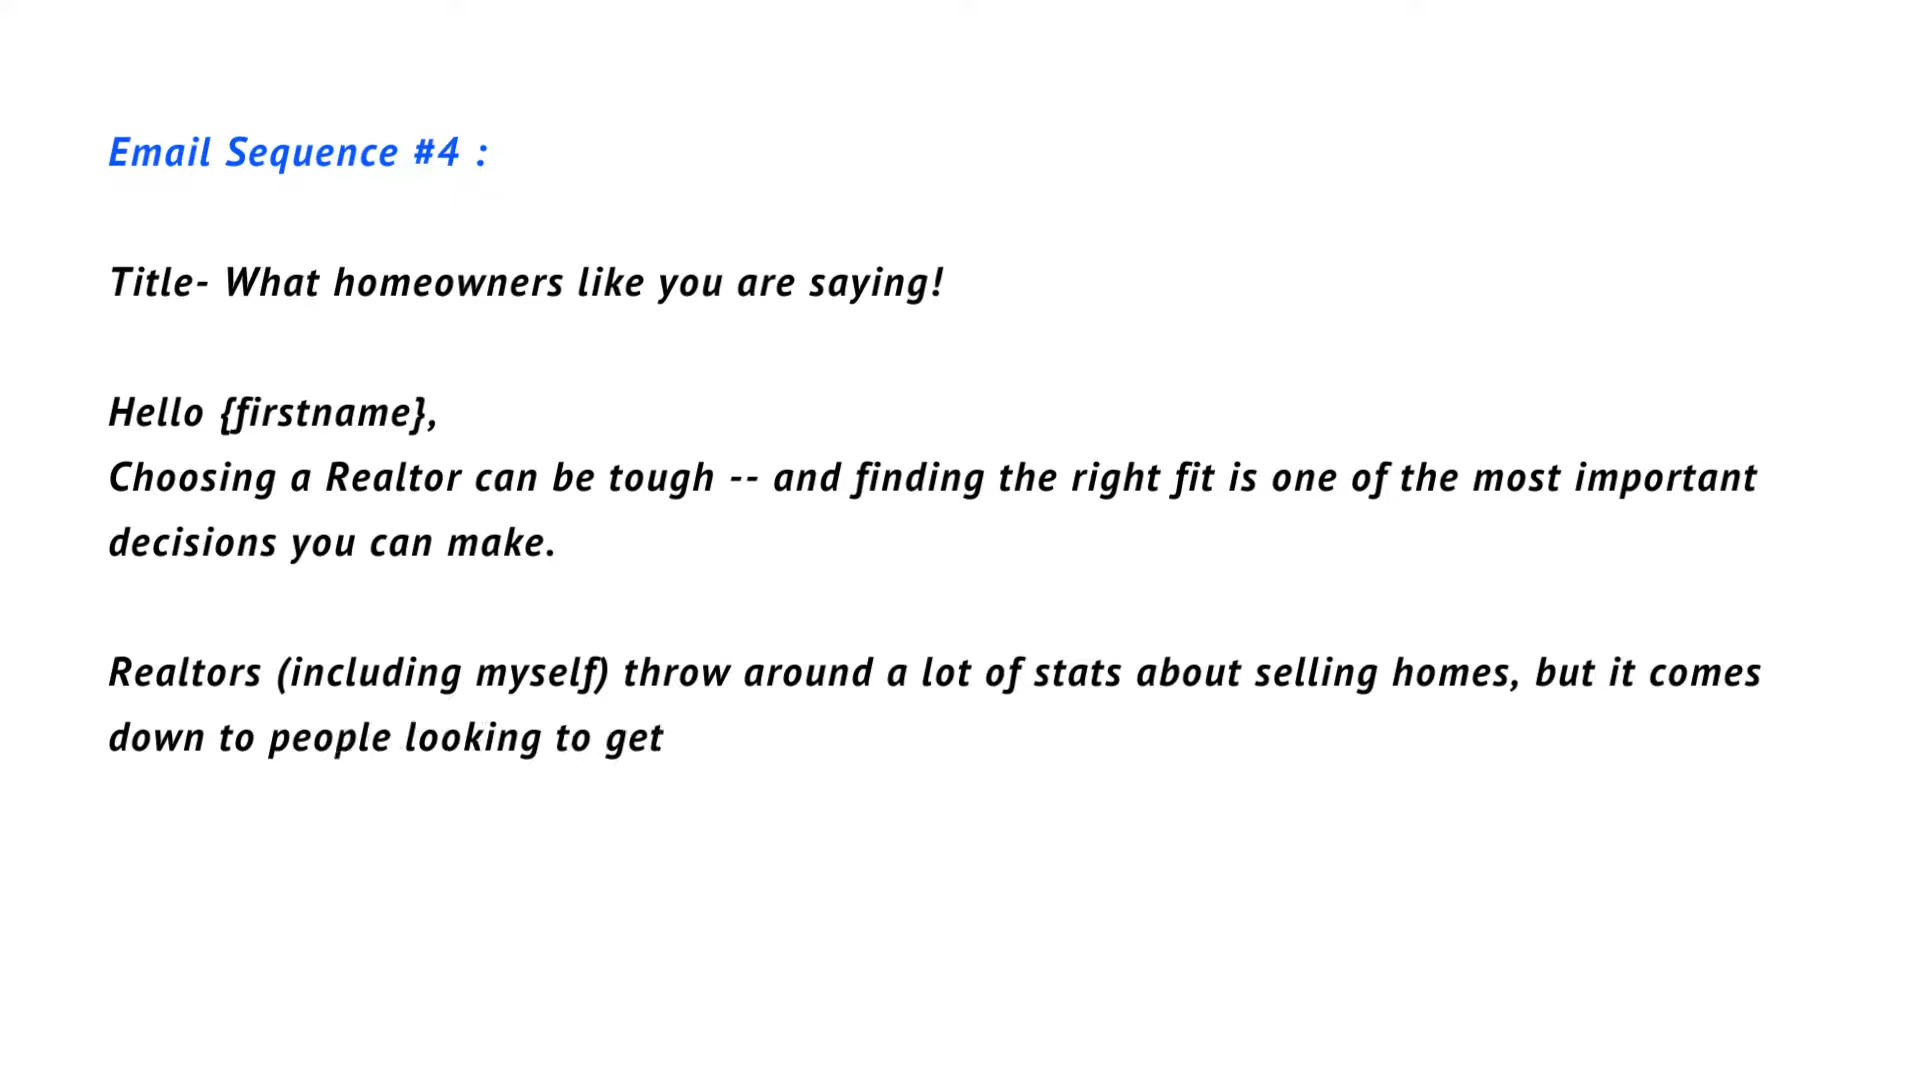 Email Sequence #4 :
Title- What homeowners like you are saying!
Hello {firstname},
Choosing a Realtor can be tough -- and finding the right fit is one of the most important
decisions you can make.
Realtors (including myself) throw around a lot of stats about selling homes, but it comes
down to people looking to get